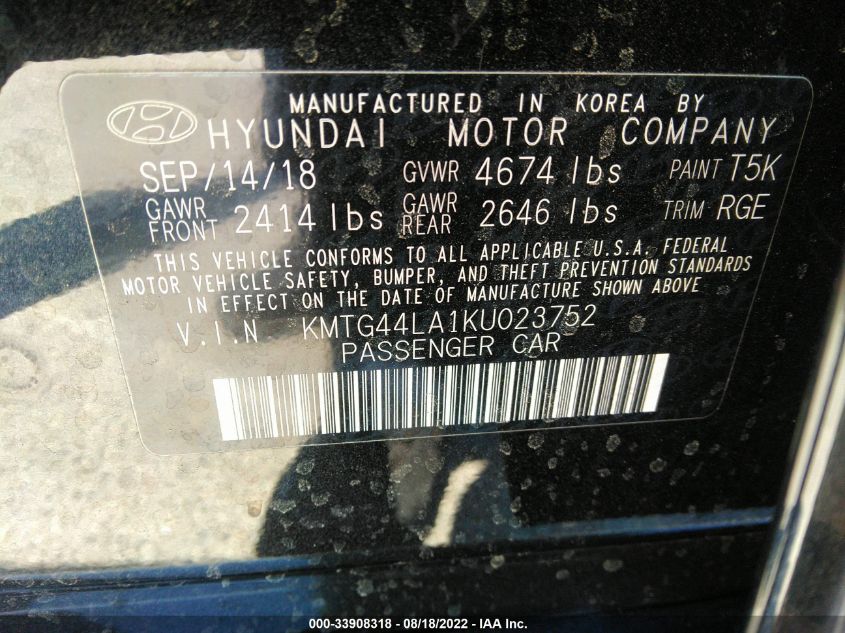 MANUFACTURED IN KOREA BY
HYUNDAI MOTOR COMPANY
SEP/14/18 GVWR 4674 lbs PAINT T5K
GAWR FRONT 2414 lbs GAWR REAR 2646 lbs TRIM RGE
THIS VEHICLE CONFORMS TO ALL APPLICABLE U.S.A. FEDERAL
MOTOR VEHICLE SAFETY, BUMPER, AND THEFT PREVENTION STANDARDS
IN EFFECT ON THE DATE OF MANUFACTURE SHOWN ABOVE
V.I.N KMTG44LA1KU023752
PASSENGER CAR
000-33908318 - 08/18/2022 - IAA Inc.